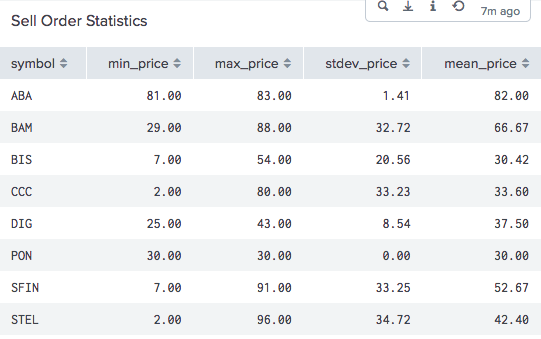 7m ago
Sell Order Statistics
symbol min_price max_price stdev_price mean_price
ABA 81.00 83.00 1.41 82.00
BAM 29.00 88.00 32.72 66.67
BIS 7.00 54.00 20.56 30.42
CCC 2.00 80.00 33.23 33.60
DIG 25.00 43.00 8.54 37.50
PON 30.00 30.00 0.00 30.00
SFIN 7.00 91.00 33.25 52.67
STEL 2.00 96.00 34.72 42.40